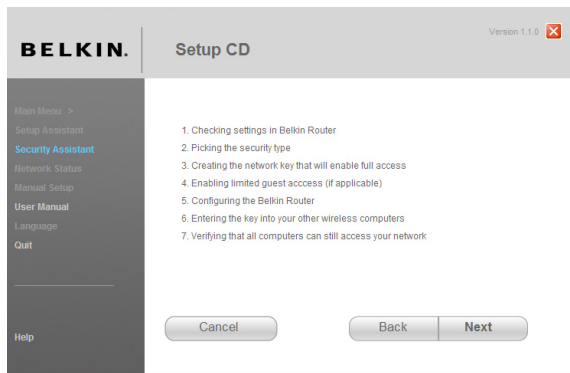 BELKIN.
Setup CD
Version 1.1.0
Main Menu >
Setup Assistant
Security Assistant
Network Status
Manual Setup
User Manual
Language
Quit
Help
1. Checking settings in Belkin Router
2. Picking the security type
3. Creating the network key that will enable full access
4. Enabling limited guest acccess (if applicable)
5. Configuring the Belkin Router
6. Entering the key into your other wireless computers
7. Verifying that all computers can still access your network
Cancel
Back
Next